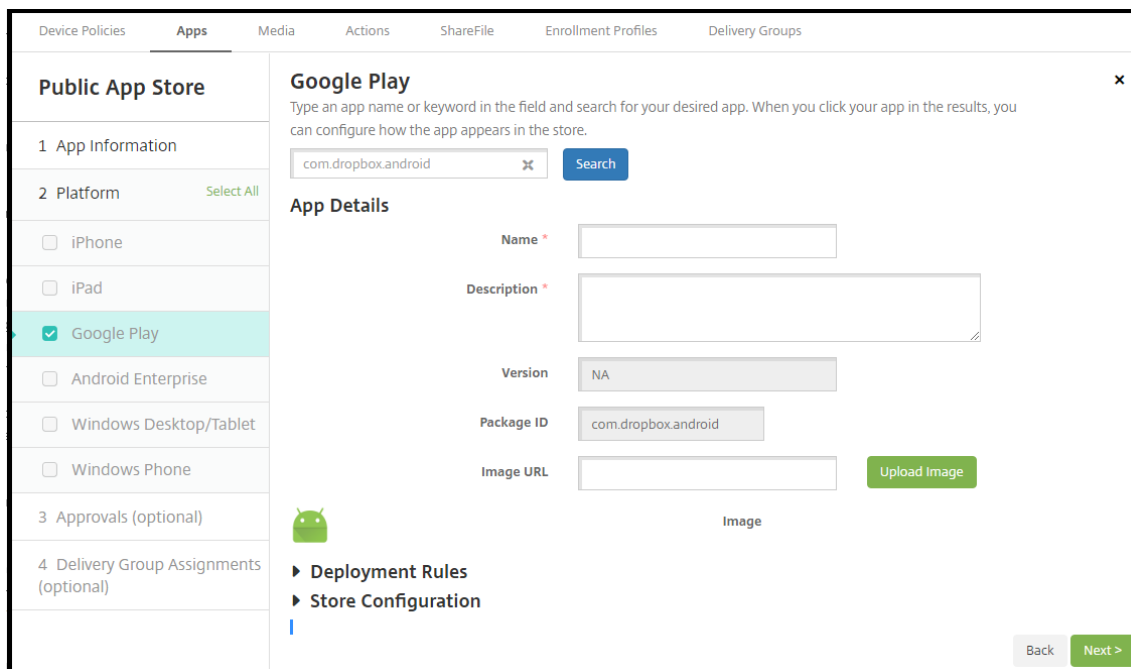 Device Policies Apps Media Actions ShareFile Enrollment Profiles Delivery Groups
Public App Store
1 App Information
2 Platform Select All
iPhone
iPad
Google Play
Android Enterprise
Windows Desktop/Tablet
Windows Phone
3 Approvals (optional)
4 Delivery Group Assignments
(optional)
Google Play
Type an app name or keyword in the field and search for your desired app. When you click your app in the results, you
can configure how the app appears in the store.
com.dropbox.android Search
App Details
Name *
Description *
Version NA
Package ID com.dropbox.android
Image URL Upload Image
Image
Deployment Rules
Store Configuration
Back Next >